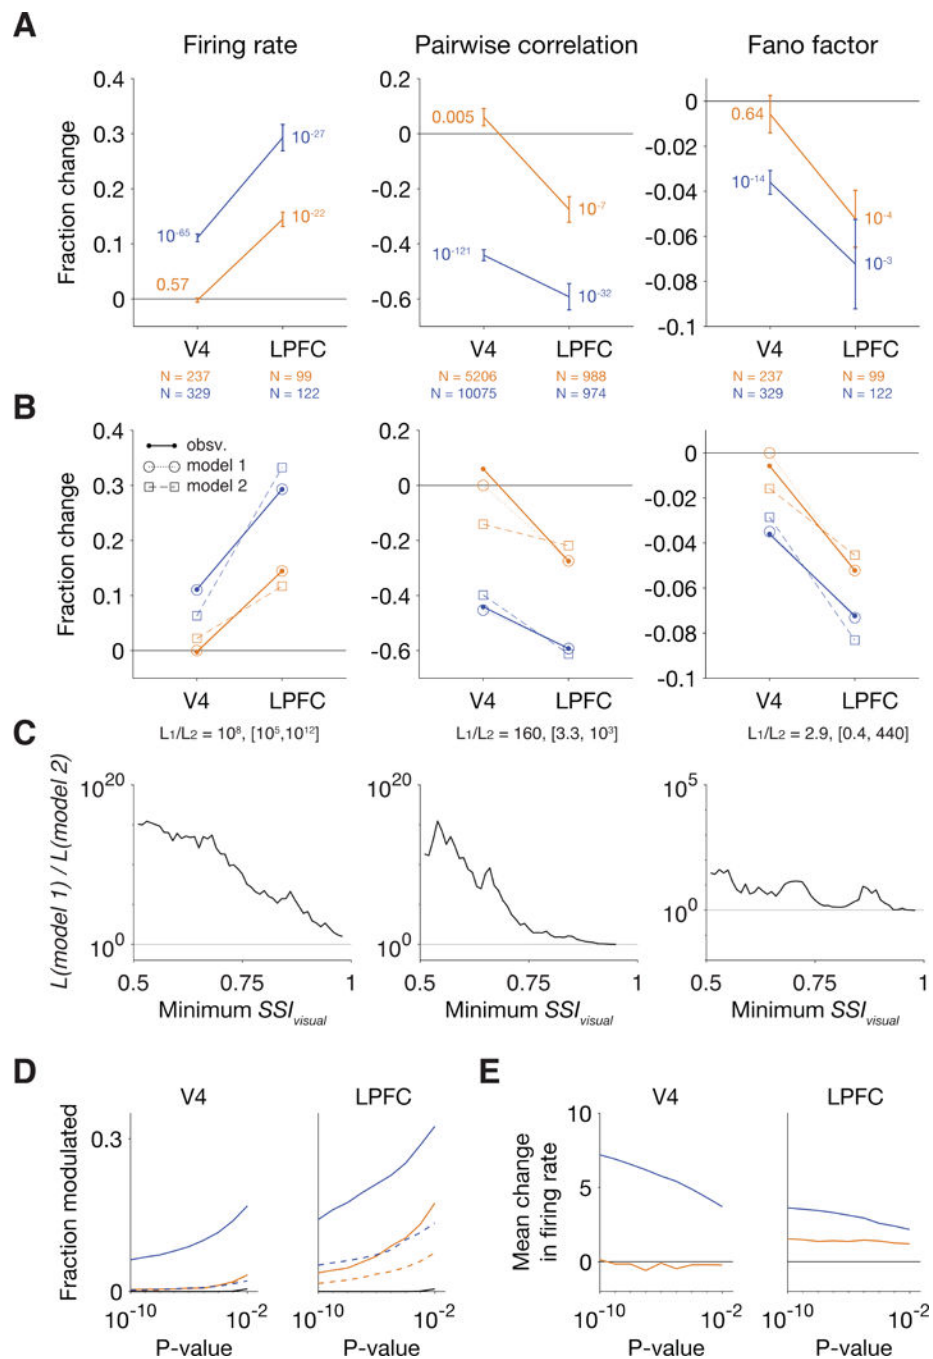 A
Firing rate
Pairwise correlation
Fano factor
Fraction change
0.4
0.3
0.2
0.1
0
10⁻⁶⁵
10⁻²⁷
0.57
10⁻²²
V4
LPFC
N = 237
N = 99
N = 329
N = 122
0.2
0
-0.2
-0.4
-0.6
0.005
10⁻⁷
10⁻¹²¹
10⁻³²
V4
LPFC
N = 5206
N = 988
N = 10075
N = 974
0
-0.02
-0.04
-0.06
-0.08
-0.1
0.64
10⁻⁴
10⁻¹⁴
10⁻³
V4
LPFC
N = 237
N = 99
N = 329
N = 122
B
Fraction change
0.4
0.3
0.2
0.1
0
obsv.
model 1
model 2
V4
LPFC
0.2
0
-0.2
-0.4
-0.6
V4
LPFC
0
-0.02
-0.04
-0.06
-0.08
-0.1
V4
LPFC
C
L₁/L₂ = 10⁸, [10⁵,10¹²]
L₁/L₂ = 160, [3.3, 10³]
L₁/L₂ = 2.9, [0.4, 440]
L(model 1) / L(model 2)
10²⁰
10⁰
0.5
0.75
1
Minimum SSI_visual
10²⁰
10⁰
0.5
0.75
1
Minimum SSI_visual
10⁵
10⁰
0.5
0.75
1
Minimum SSI_visual
D
V4
LPFC
Fraction modulated
0.3
0
10⁻¹⁰
10⁻²
P-value
10⁻¹⁰
10⁻²
P-value
E
V4
LPFC
Mean change
in firing rate
10
5
0
10⁻¹⁰
10⁻²
P-value
10⁻¹⁰
10⁻²
P-value